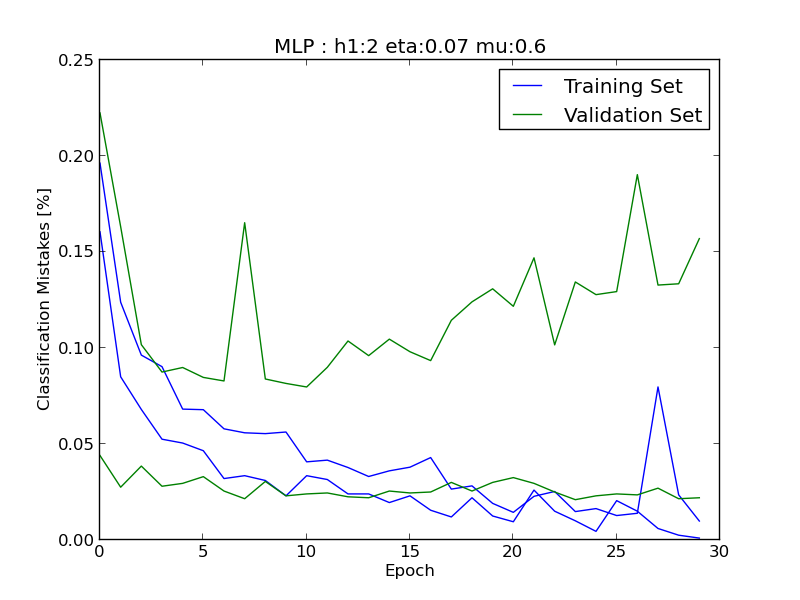 MLP : h1:2 eta:0.07 mu:0.6
Training Set
Validation Set
Classification Mistakes [%]
0.25
0.20
0.15
0.10
0.05
0.00
0 5 10 15 20 25 30
Epoch